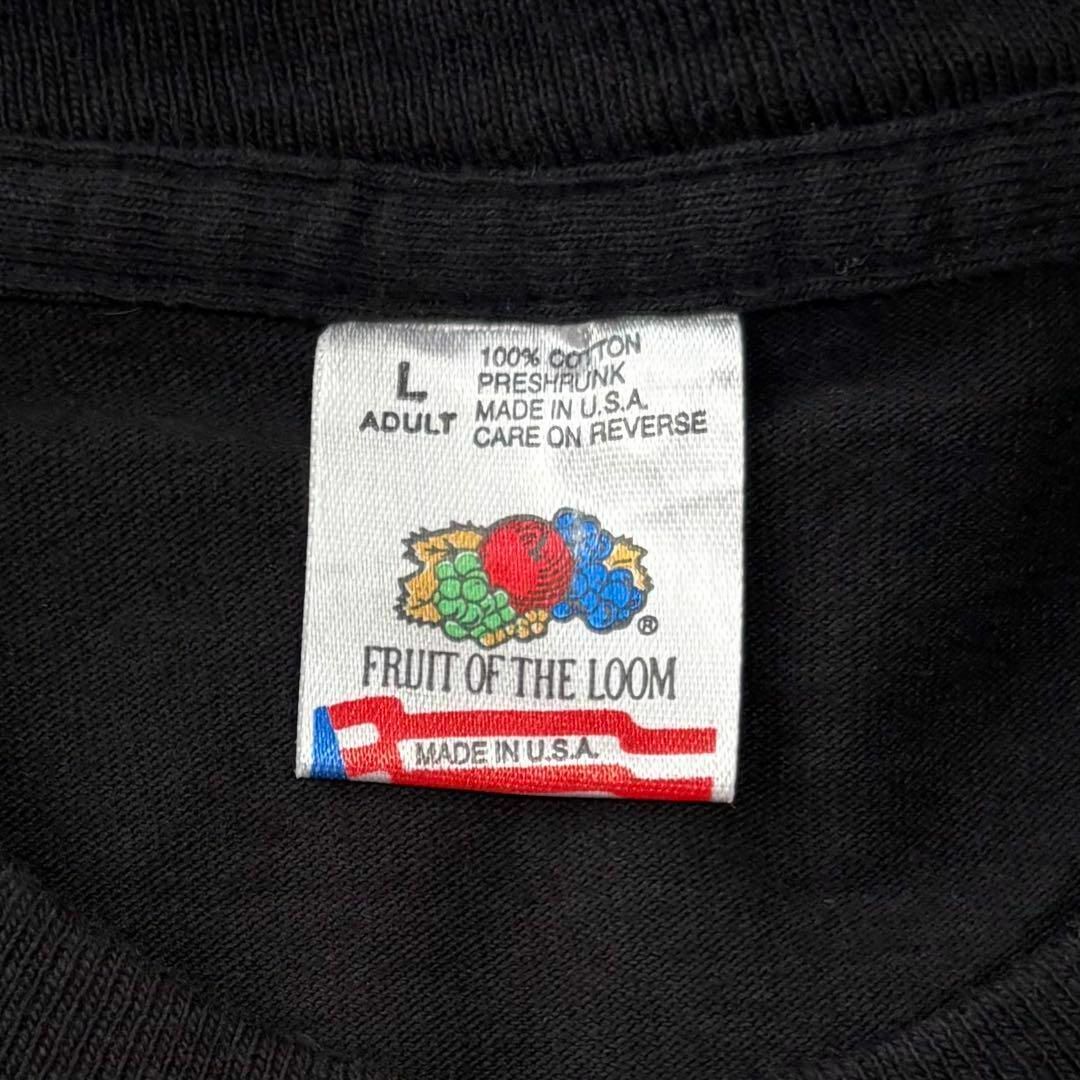 L
ADULT
100% COTTON
PRESHRUNK
MADE IN U.S.A.
CARE ON REVERSE
®
FRUIT OF THE LOOM
MADE IN U.S.A.